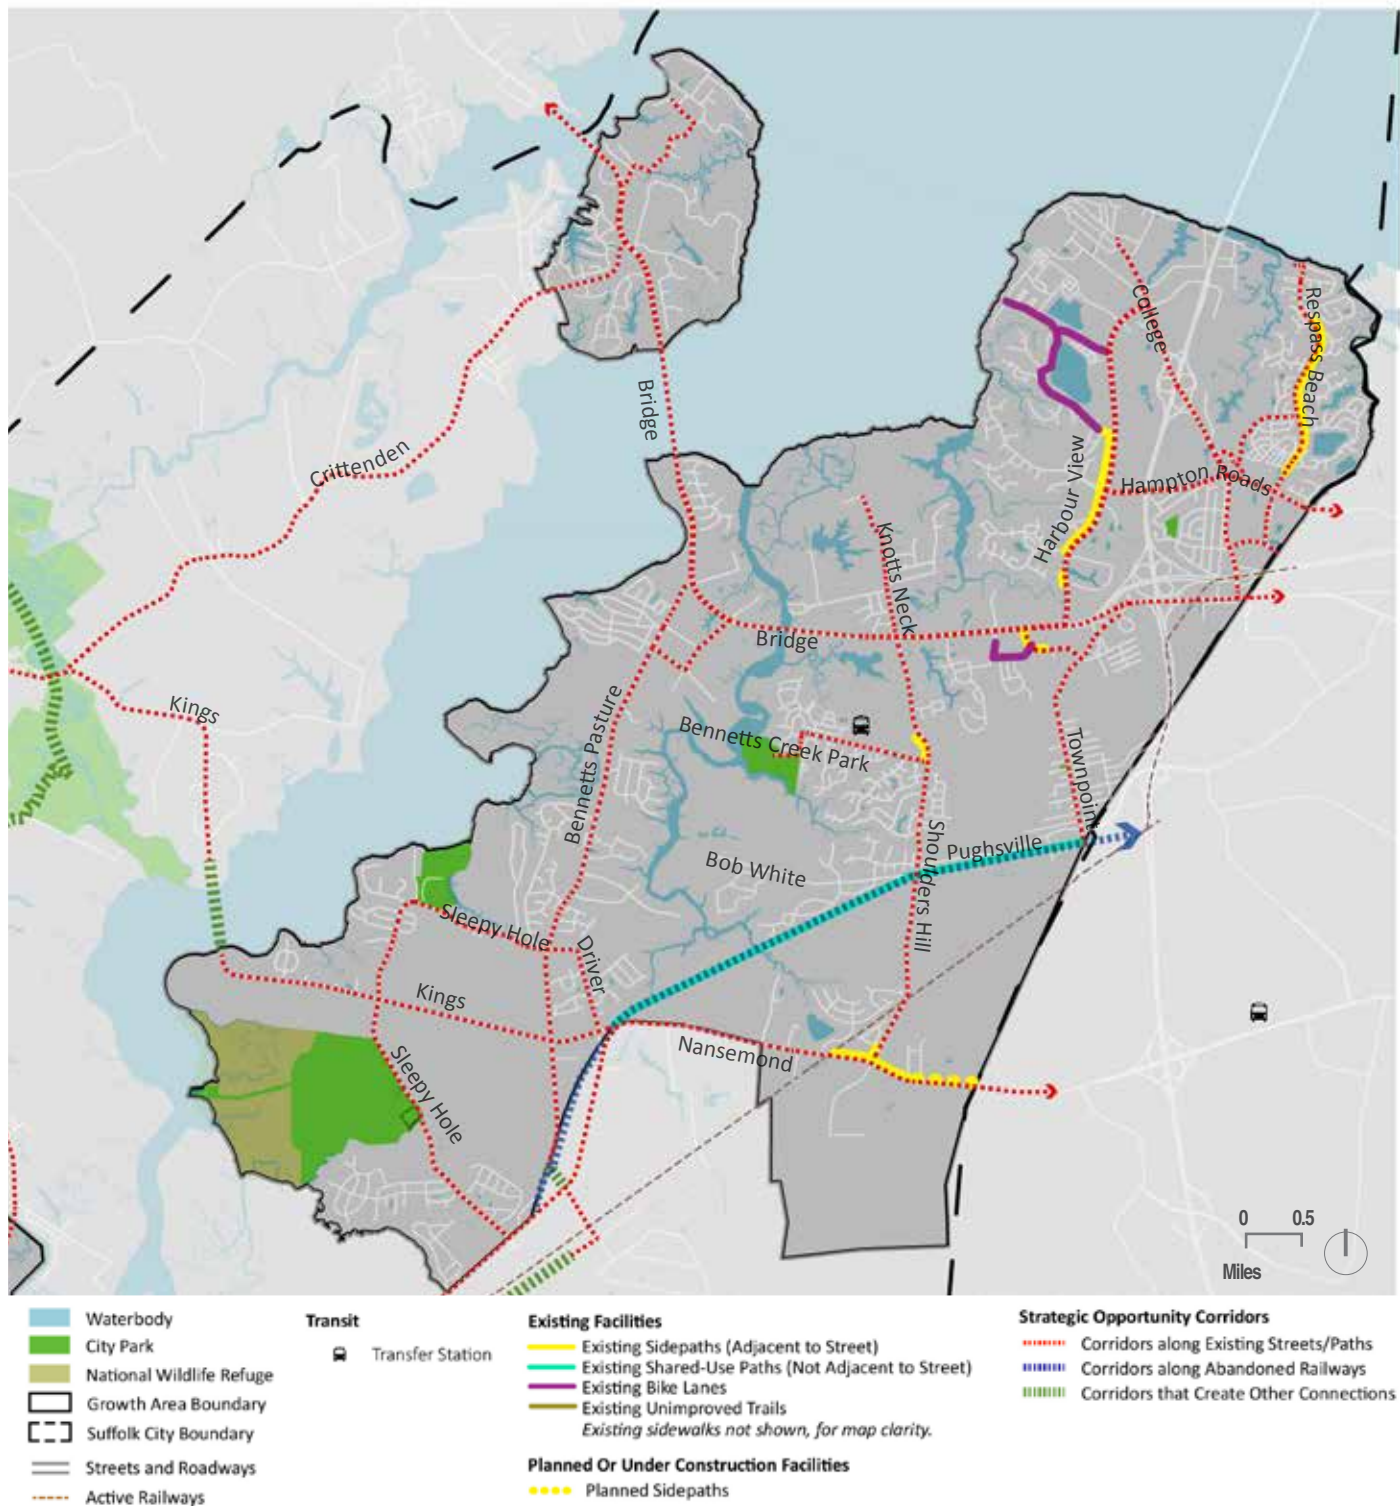 College
Respass Beach
Bridge
Crittenden
Harbour View
Hampton Roads
Knotts Neck
Bridge
Kings
Bennetts Pasture
Bennetts Creek Park
Townpoint
Shoulders Hill
Pughsville
Bob White
Sleepy Hole
Driver
Kings
Nansemond
Sleepy Hole
0 0.5
Miles
Waterbody
City Park
National Wildlife Refuge
Growth Area Boundary
Suffolk City Boundary
Streets and Roadways
Active Railways
Transit
Transfer Station
Existing Facilities
Existing Sidepaths (Adjacent to Street)
Existing Shared-Use Paths (Not Adjacent to Street)
Existing Bike Lanes
Existing Unimproved Trails
Existing sidewalks not shown, for map clarity.
Planned Or Under Construction Facilities
Planned Sidepaths
Strategic Opportunity Corridors
Corridors along Existing Streets/Paths
Corridors along Abandoned Railways
Corridors that Create Other Connections